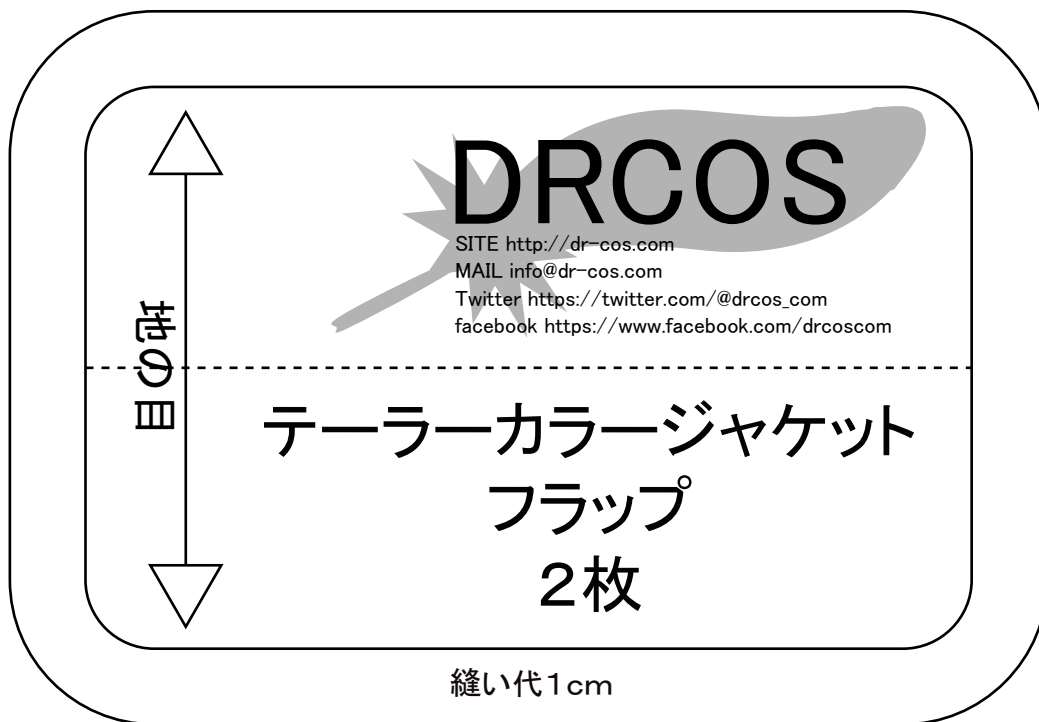 DRCOS
SITE http://dr-cos.com
MAIL info@dr-cos.com
Twitter https://twitter.com/@drcos_com
facebook https://www.facebook.com/drcoscom
地の目
テーラーカラージャケット
フラップ
２枚
縫い代１cm